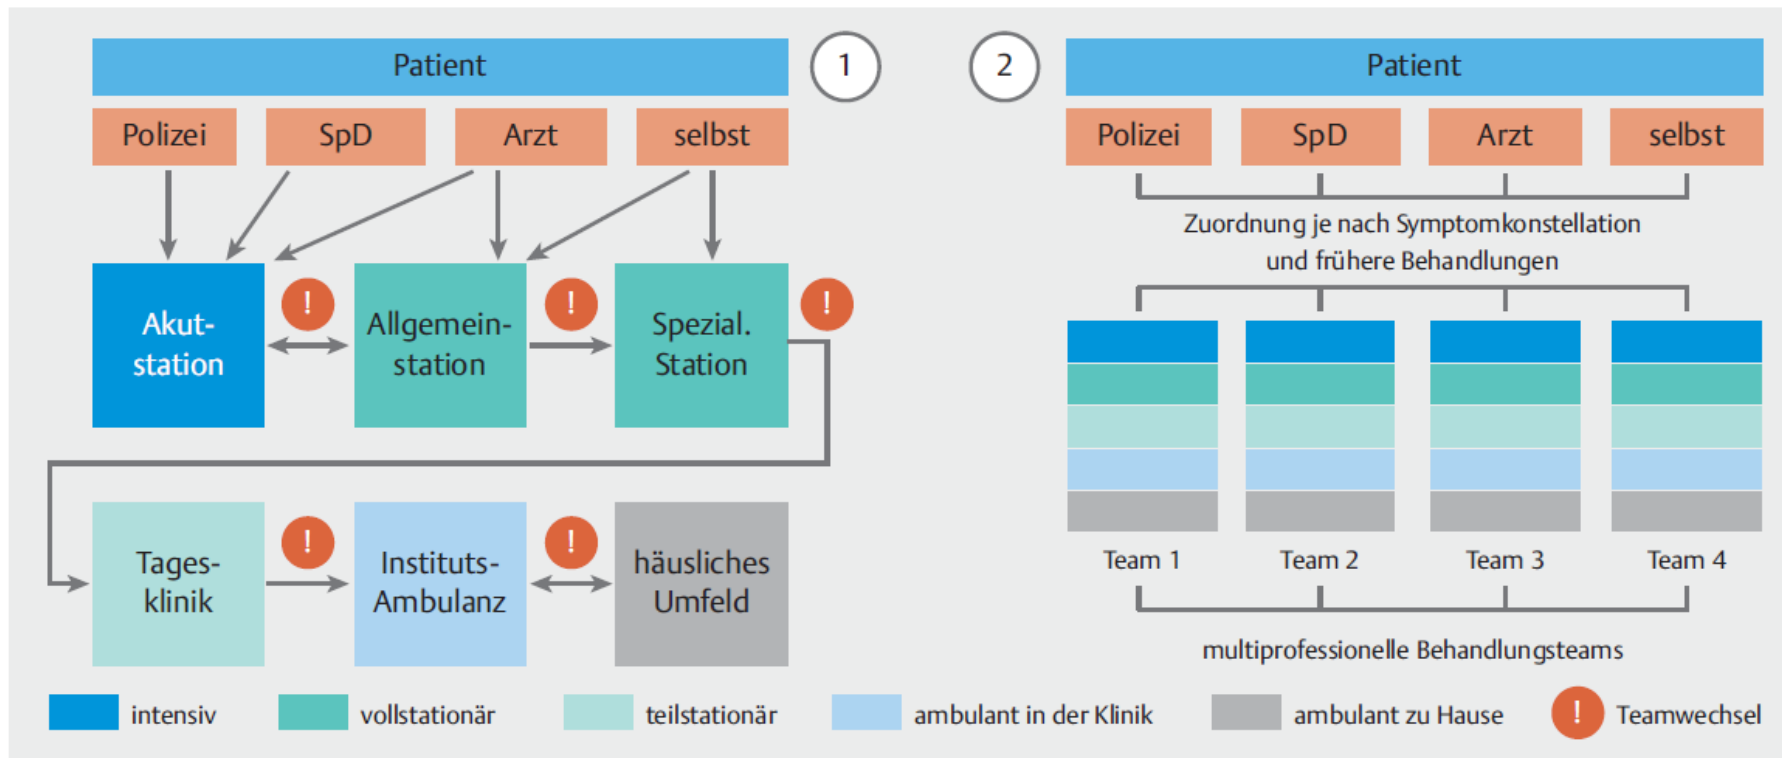 Patient
1
Polizei
SpD
Arzt
selbst
!
!
!
Akut-
station
Allgemein-
station
Spezial.
Station
!
!
Tages-
klinik
Instituts-
Ambulanz
häusliches
Umfeld
2
Patient
Polizei
SpD
Arzt
selbst
Zuordnung je nach Symptomkonstellation
und frühere Behandlungen
Team 1
Team 2
Team 3
Team 4
multiprofessionelle Behandlungsteams
intensiv
vollstationär
teilstationär
ambulant in der Klinik
ambulant zu Hause
! Teamwechsel